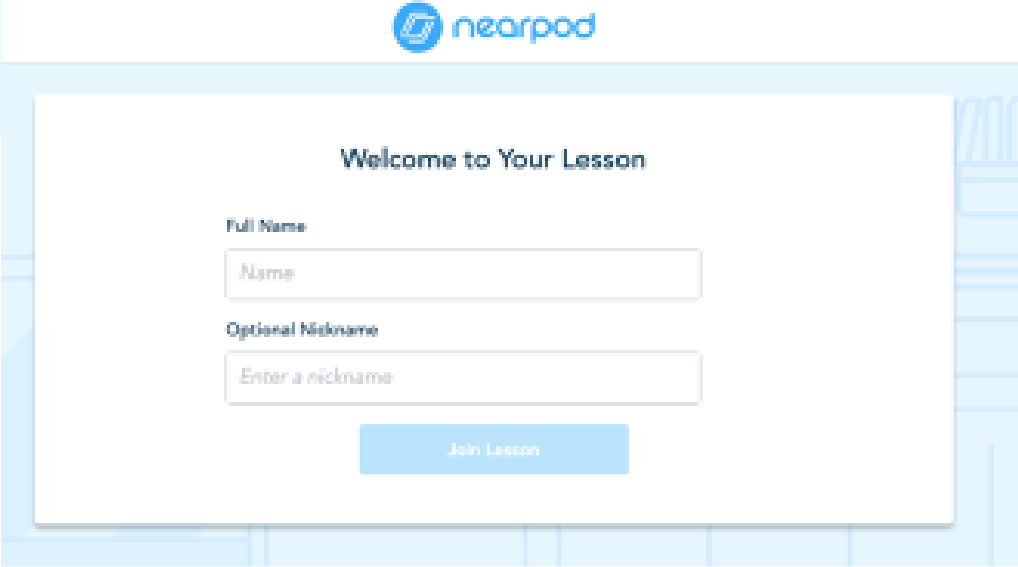 nearpod
Welcome to Your Lesson
Full Name
Name
Optional Nickname
Enter a nickname
Join Lesson